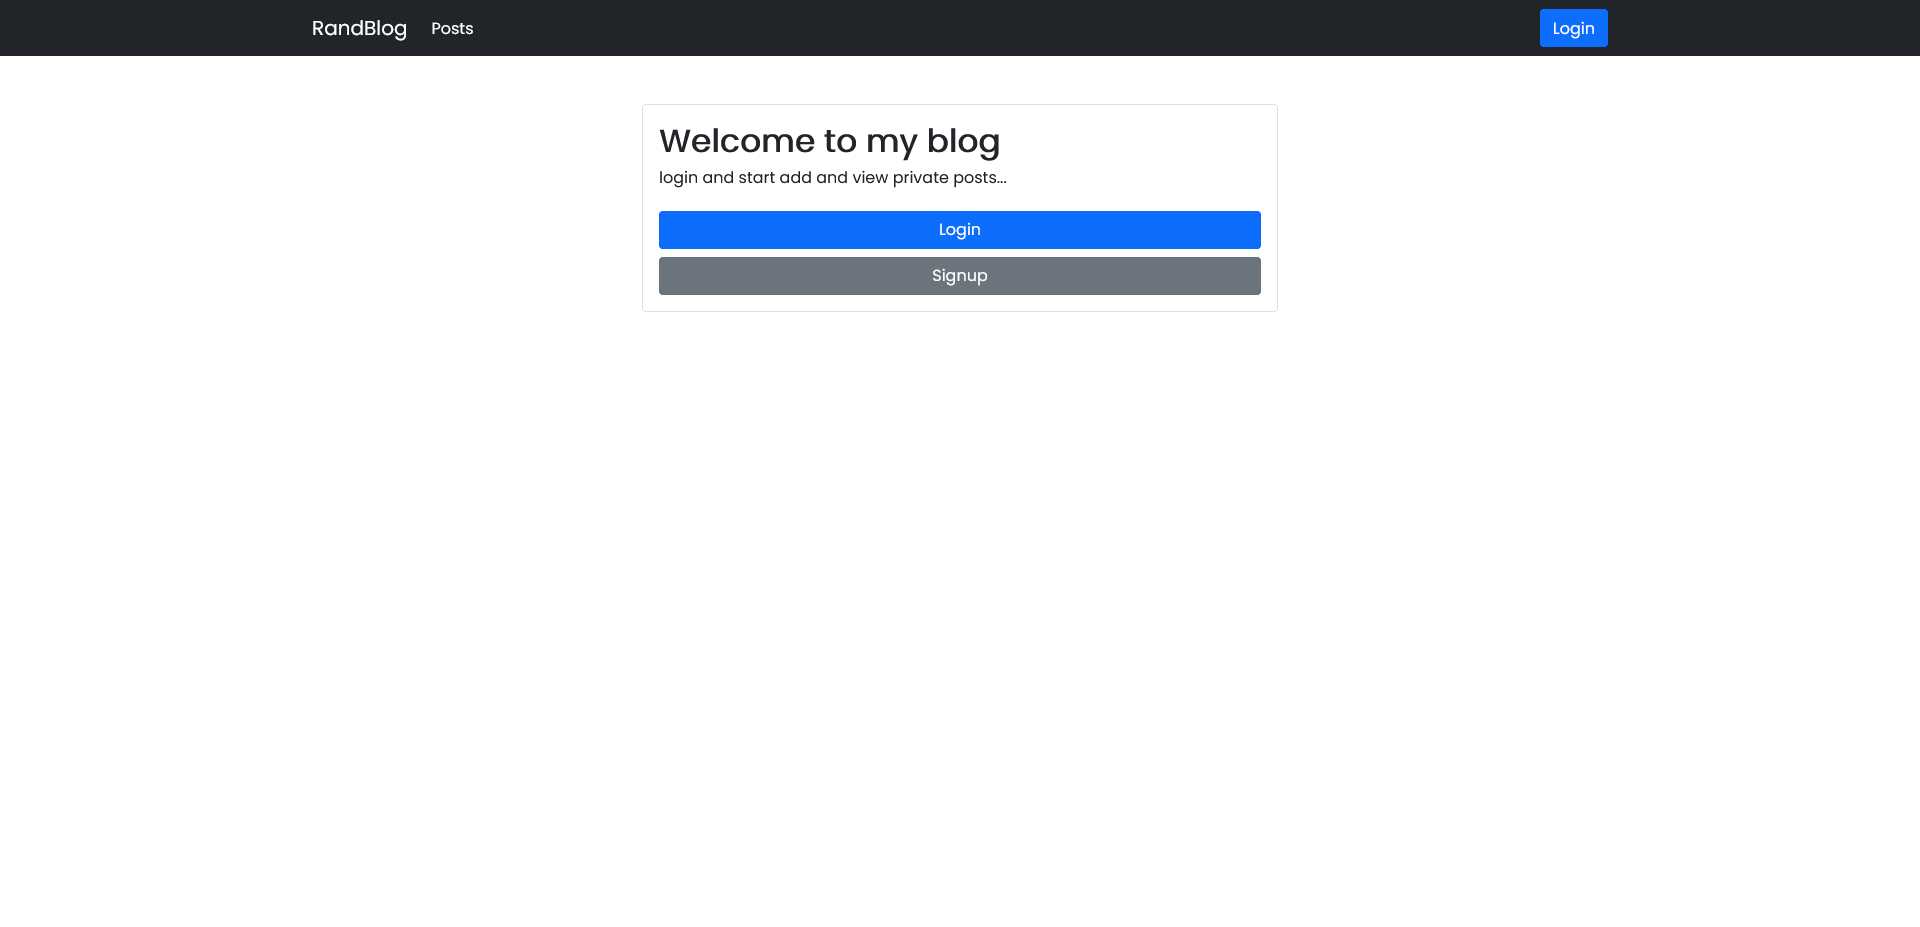 RandBlog Posts Login
Welcome to my blog
login and start add and view private posts...
Login
Signup